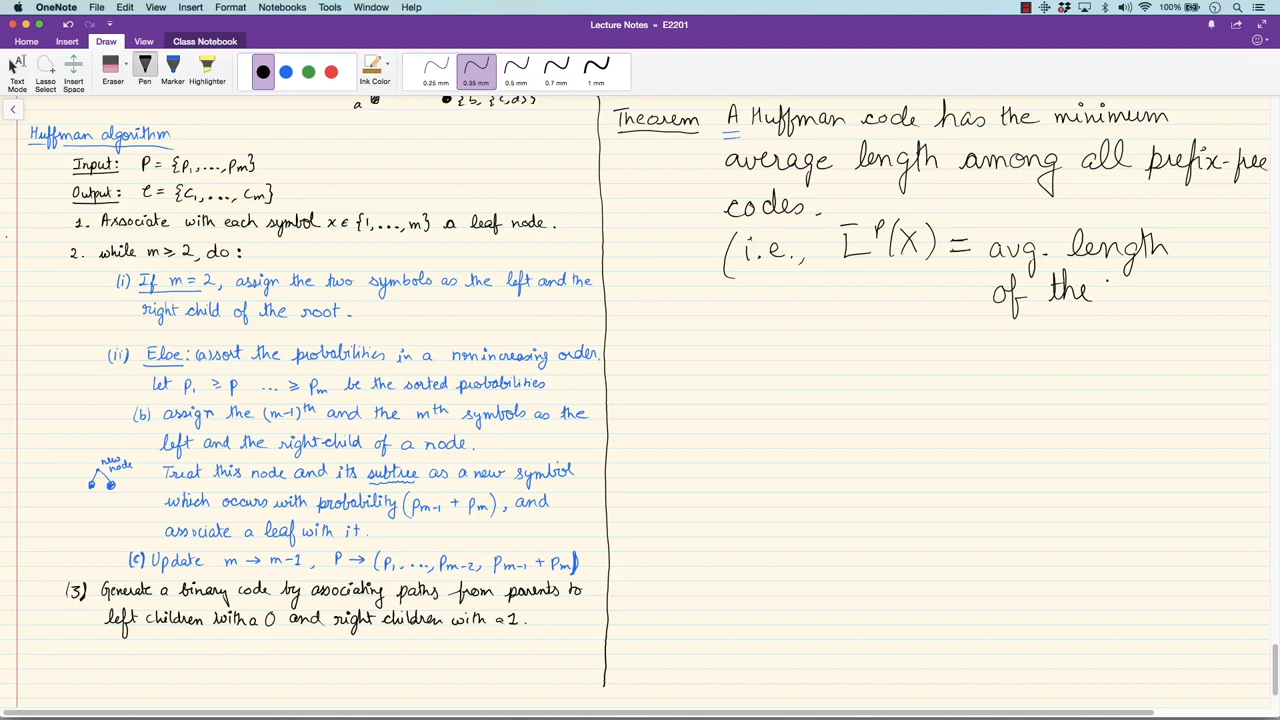 OneNote File Edit View Insert Format Notebooks Tools Window Help 100%
Lecture Notes - E2201
Home Insert Draw View Class Notebook
Text Mode Lasso Select Insert Space Eraser Pen Marker Highlighter Ink Color 0.25 mm 0.35 mm 0.5 mm 0.7 mm 1 mm
a {b, {c,d}}
Huffman algorithm
Input: P = {p₁,...,pₘ}
Output: C = {c₁,..., cₘ}
1. Associate with each symbol x ∈ {1,...,m} a leaf node.
2. while m ≥ 2, do:
(i) If m = 2, assign the two symbols as the left and the
right child of the root.
(ii) Else: (a) sort the probabilities in a nonincreasing order.
let p₁ ≥ p ... ≥ pₘ be the sorted probabilities
(b) assign the (m-1)ᵗʰ and the mᵗʰ symbols as the
left and the right-child of a node.
new node
Treat this node and its subtree as a new symbol
which occurs with probability (pₘ₋₁ + pₘ), and
associate a leaf with it.
(c) Update m → m-1, P → (p₁,..., pₘ₋₂, pₘ₋₁ + pₘ)
(3) Generate a binary code by associating paths from parents to
left children with a 0 and right children with a 1.
Theorem A Huffman code has the minimum
average length among all prefix-free
codes.
(i.e., L̄ᵖ(X) = avg. length
of the